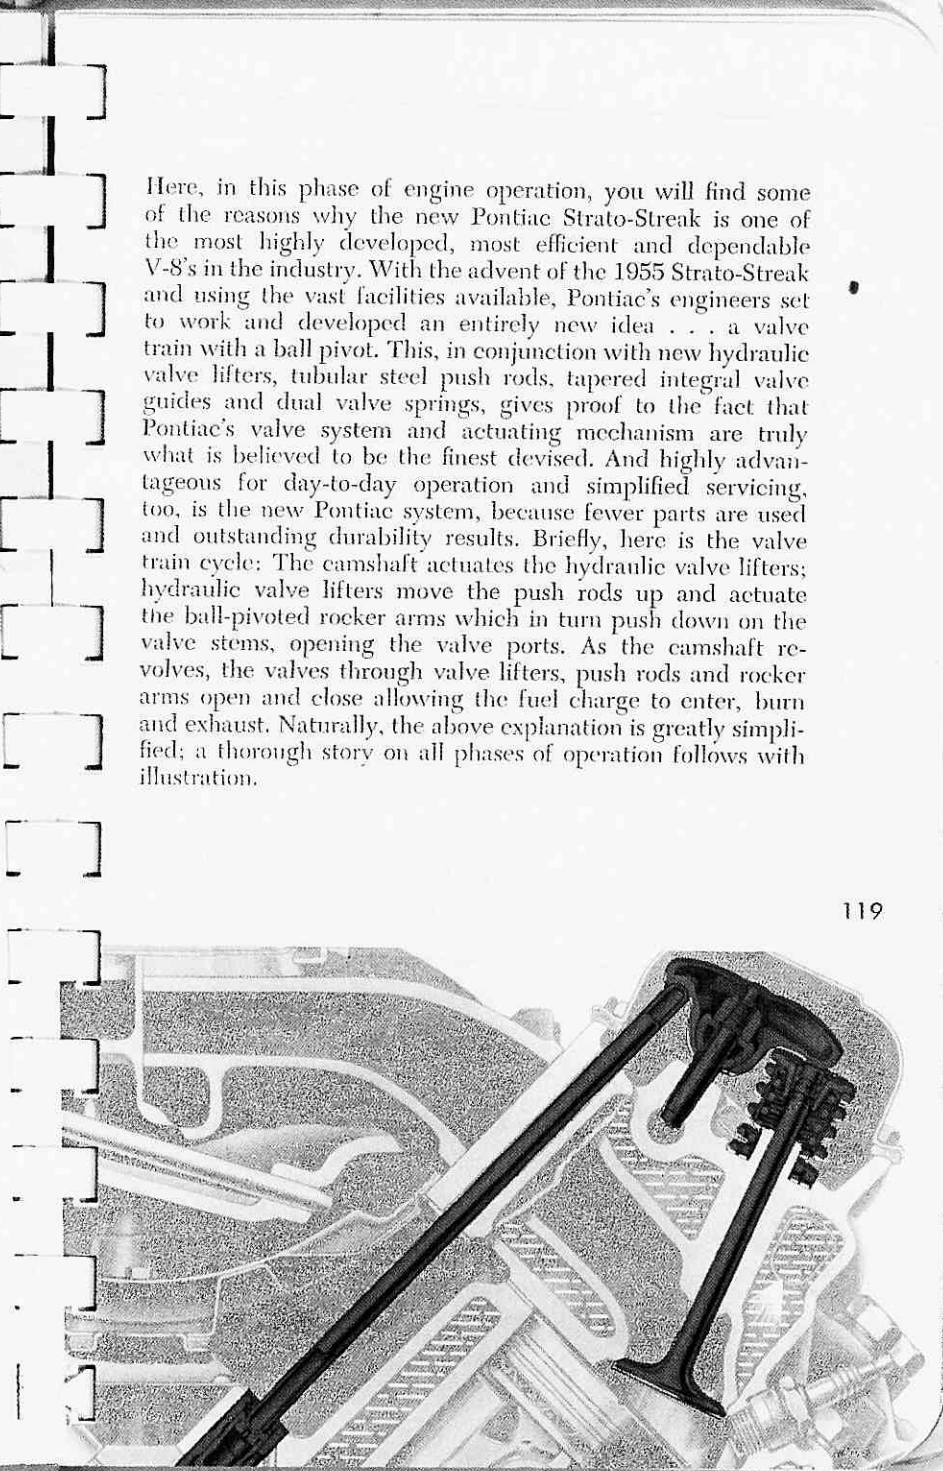 Here, in this phase of engine operation, you will find some
of the reasons why the new Pontiac Strato-Streak is one of
the most highly developed, most efficient and dependable
V-8's in the industry. With the advent of the 1955 Strato-Streak
and using the vast facilities available, Pontiac's engineers set
to work and developed an entirely new idea . . . a valve
train with a ball pivot. This, in conjunction with new hydraulic
valve lifters, tubular steel push rods, tapered integral valve
guides and dual valve springs, gives proof to the fact that
Pontiac's valve system and actuating mechanism are truly
what is believed to be the finest devised. And highly advan-
tageous for day-to-day operation and simplified servicing,
too, is the new Pontiac system, because fewer parts are used
and outstanding durability results. Briefly, here is the valve
train cycle: The camshaft actuates the hydraulic valve lifters;
hydraulic valve lifters move the push rods up and actuate
the ball-pivoted rocker arms which in turn push down on the
valve stems, opening the valve ports. As the camshaft re-
volves, the valves through valve lifters, push rods and rocker
arms open and close allowing the fuel charge to enter, burn
and exhaust. Naturally, the above explanation is greatly simpli-
fied; a thorough story on all phases of operation follows with
illustration.
119